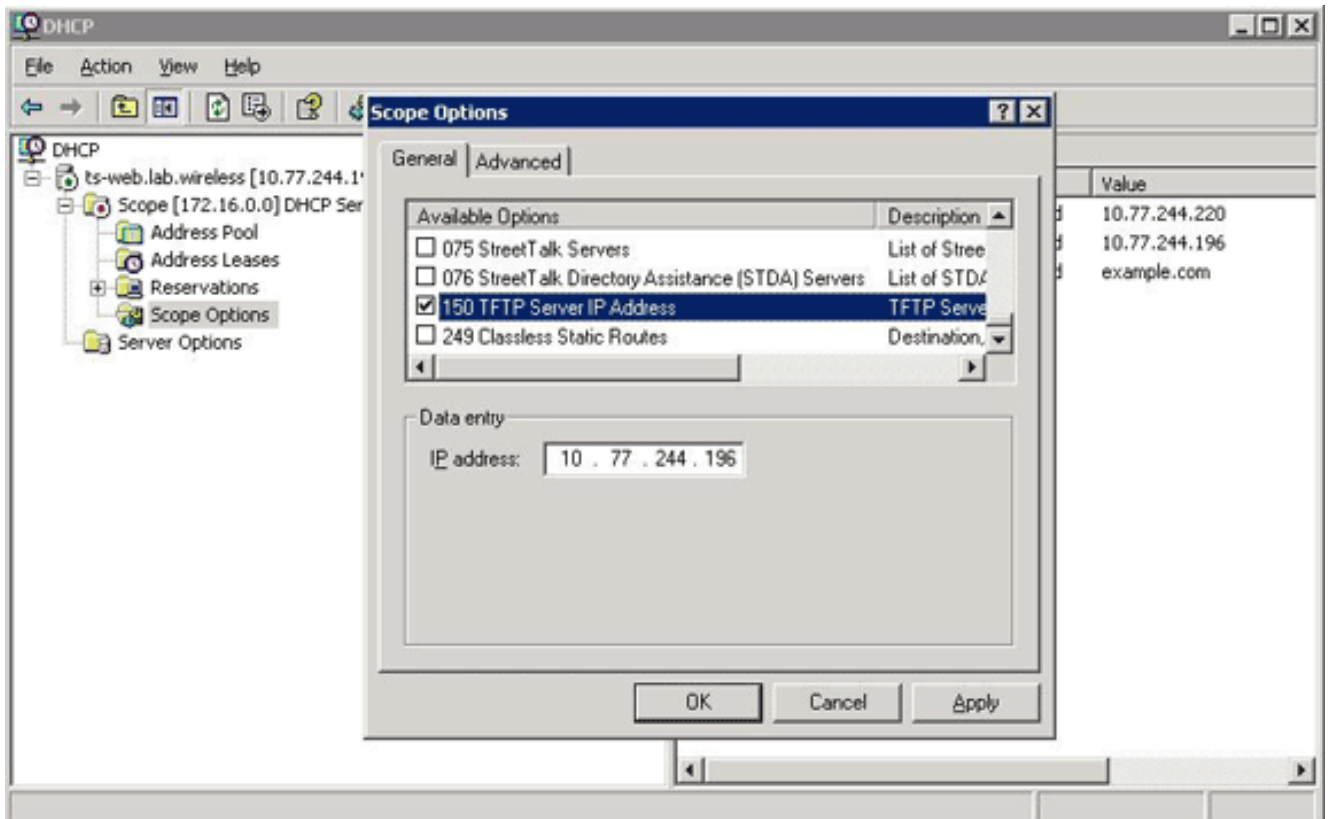 DHCP
File Action View Help
Scope Options
General Advanced
DHCP
ts-web.lab.wireless [10.77.244.1
Scope [172.16.0.0] DHCP Ser
Address Pool
Address Leases
Reservations
Scope Options
Server Options
Available Options Description
075 StreetTalk Servers List of Stree
076 StreetTalk Directory Assistance (STDA) Servers List of STDA
150 TFTP Server IP Address TFTP Serve
249 Classless Static Routes Destination,
Data entry
IP address: 10 . 77 . 244 . 196
OK Cancel Apply
Value
d 10.77.244.220
d 10.77.244.196
d example.com